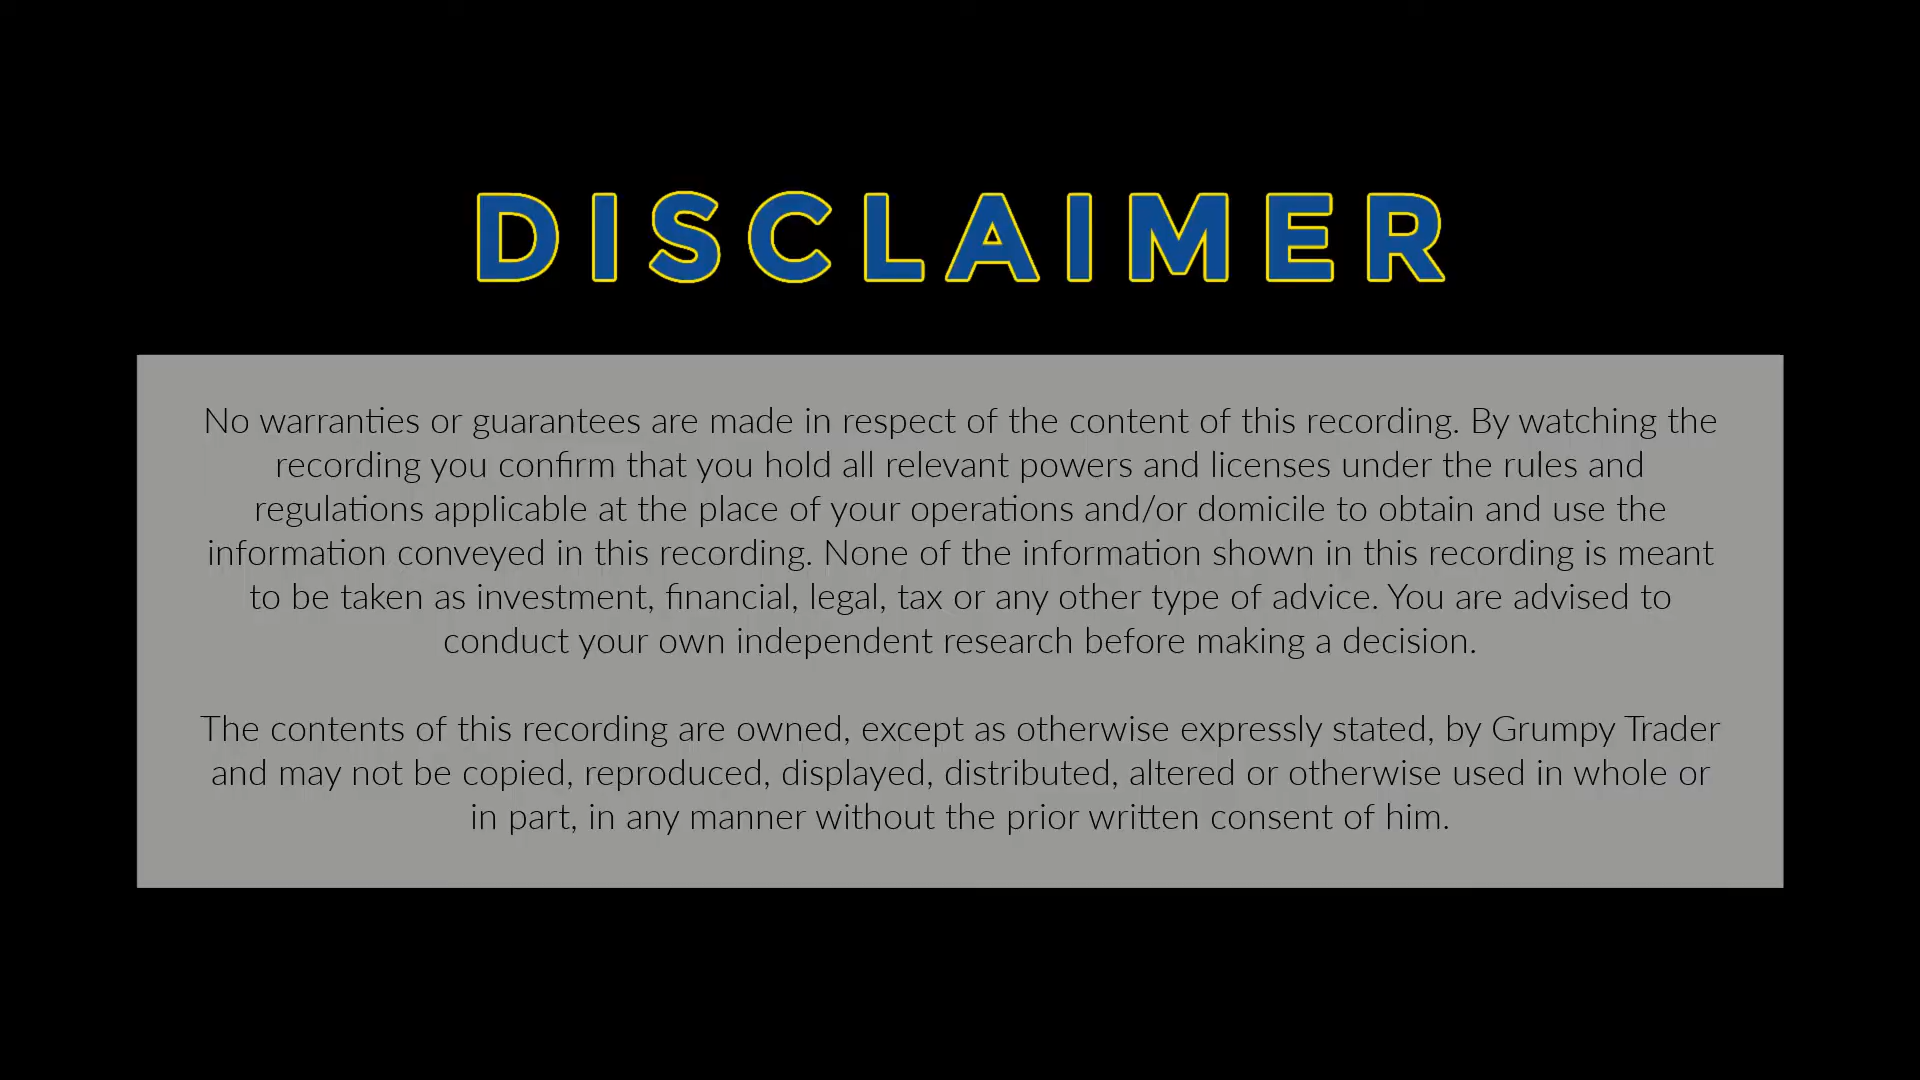 DISCLAIMER
No warranties or guarantees are made in respect of the content of this recording. By watching the
recording you confirm that you hold all relevant powers and licenses under the rules and
regulations applicable at the place of your operations and/or domicile to obtain and use the
information conveyed in this recording. None of the information shown in this recording is meant
to be taken as investment, financial, legal, tax or any other type of advice. You are advised to
conduct your own independent research before making a decision.
The contents of this recording are owned, except as otherwise expressly stated, by Grumpy Trader
and may not be copied, reproduced, displayed, distributed, altered or otherwise used in whole or
in part, in any manner without the prior written consent of him.